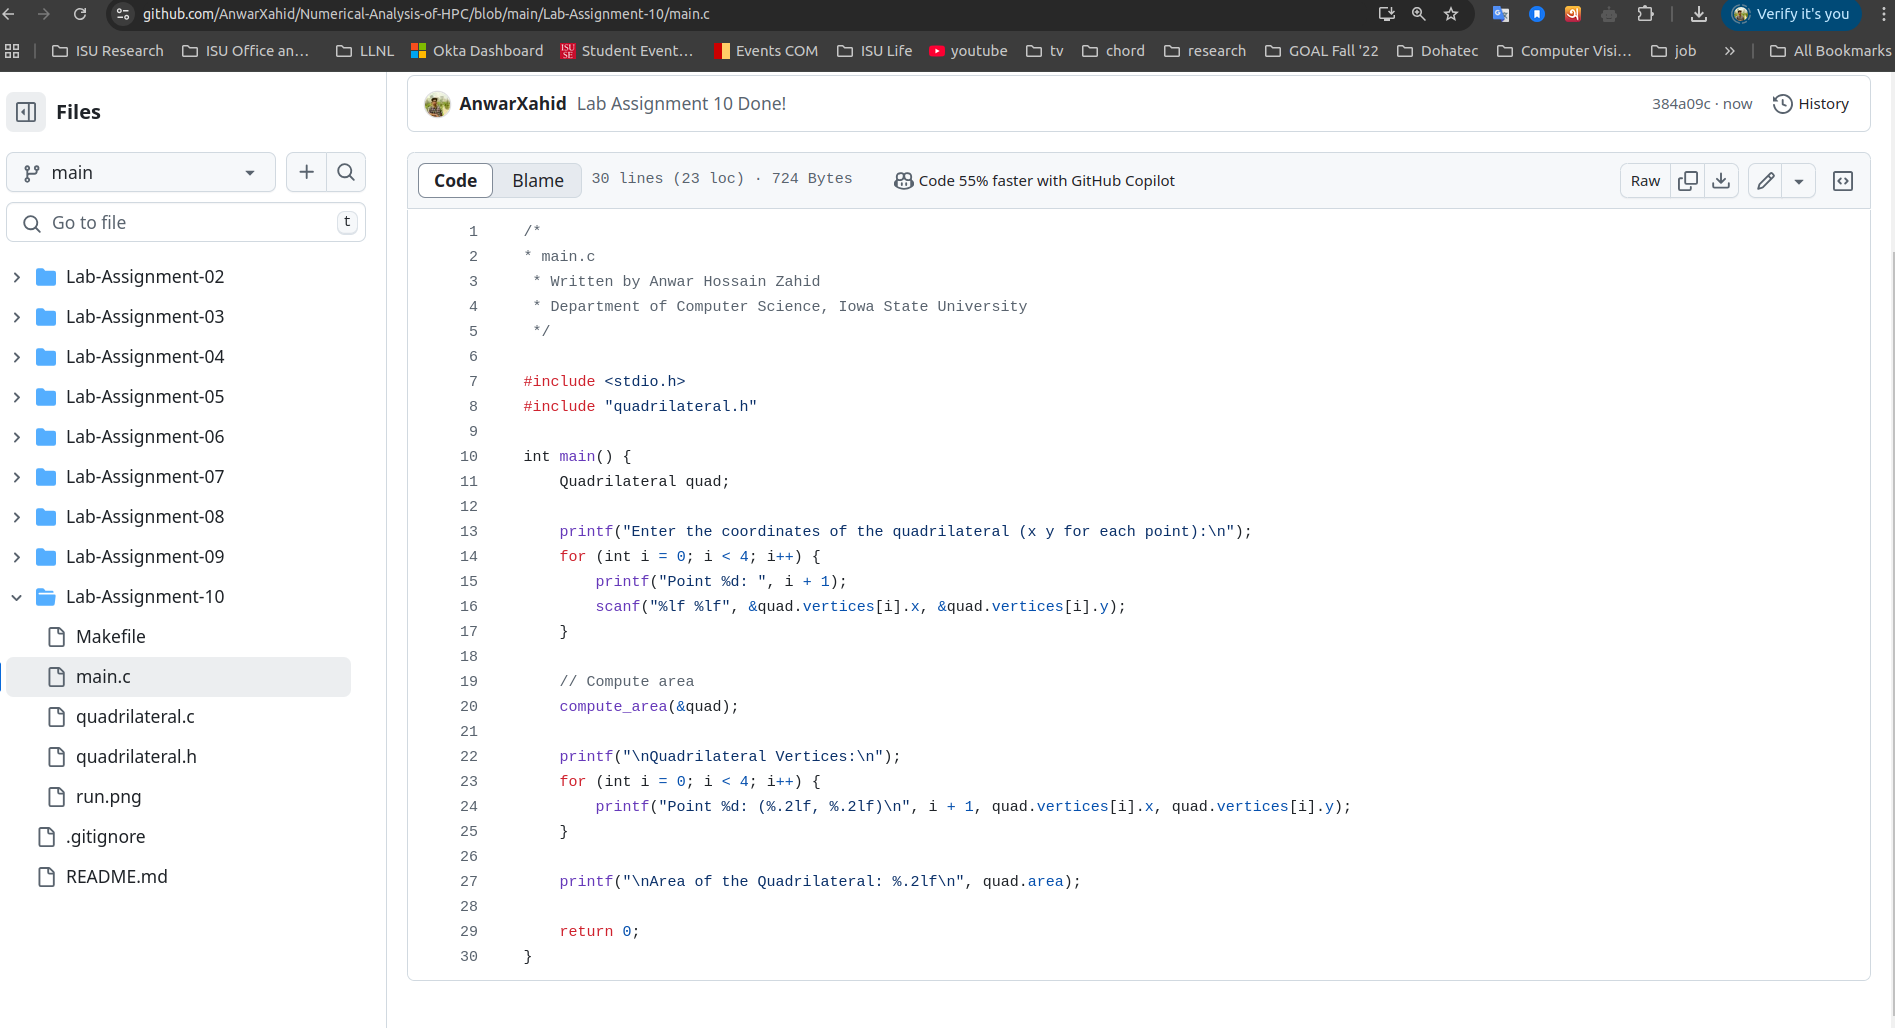 github.com/AnwarXahid/Numerical-Analysis-of-HPC/blob/main/Lab-Assignment-10/main.c
Verify it's you
ISU Research
ISU Office an...
LLNL
Okta Dashboard
Student Event...
Events COM
ISU Life
youtube
tv
chord
research
GOAL Fall '22
Dohatec
Computer Visi...
job
»
All Bookmarks
Files
main
Go to file
t
Lab-Assignment-02
Lab-Assignment-03
Lab-Assignment-04
Lab-Assignment-05
Lab-Assignment-06
Lab-Assignment-07
Lab-Assignment-08
Lab-Assignment-09
Lab-Assignment-10
Makefile
main.c
quadrilateral.c
quadrilateral.h
run.png
.gitignore
README.md
AnwarXahid Lab Assignment 10 Done!
384a09c · now
History
Code
Blame
30 lines (23 loc) · 724 Bytes
Code 55% faster with GitHub Copilot
Raw
1 /*
2 * main.c
3  * Written by Anwar Hossain Zahid
4  * Department of Computer Science, Iowa State University
5  */
6
7 #include <stdio.h>
8 #include "quadrilateral.h"
9
10 int main() {
11     Quadrilateral quad;
12
13     printf("Enter the coordinates of the quadrilateral (x y for each point):\n");
14     for (int i = 0; i < 4; i++) {
15         printf("Point %d: ", i + 1);
16         scanf("%lf %lf", &quad.vertices[i].x, &quad.vertices[i].y);
17     }
18
19     // Compute area
20     compute_area(&quad);
21
22     printf("\nQuadrilateral Vertices:\n");
23     for (int i = 0; i < 4; i++) {
24         printf("Point %d: (%.2lf, %.2lf)\n", i + 1, quad.vertices[i].x, quad.vertices[i].y);
25     }
26
27     printf("\nArea of the Quadrilateral: %.2lf\n", quad.area);
28
29     return 0;
30 }